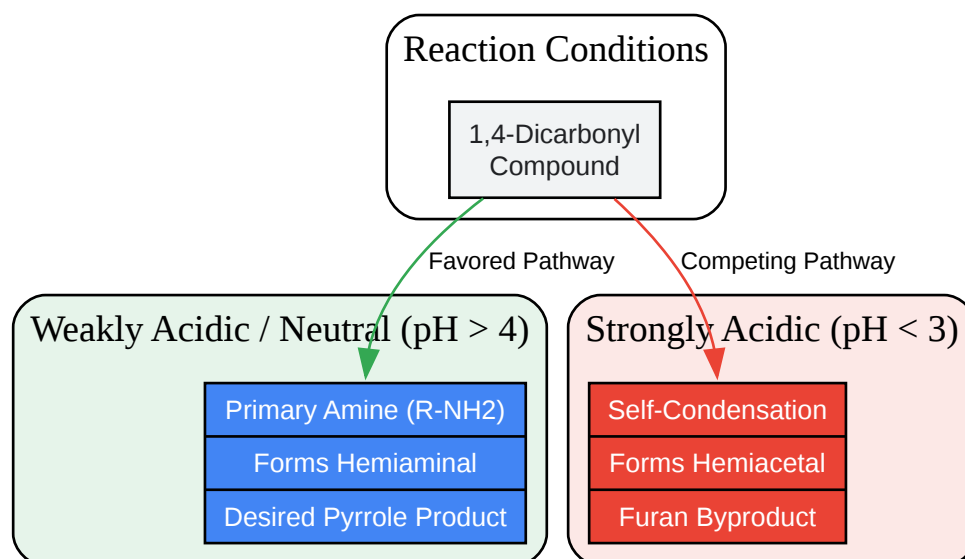 Reaction Conditions
1,4-Dicarbonyl
Compound
Favored Pathway
Competing Pathway
Weakly Acidic / Neutral (pH > 4)
Primary Amine (R-NH2)
Forms Hemiaminal
Desired Pyrrole Product
Strongly Acidic (pH < 3)
Self-Condensation
Forms Hemiacetal
Furan Byproduct